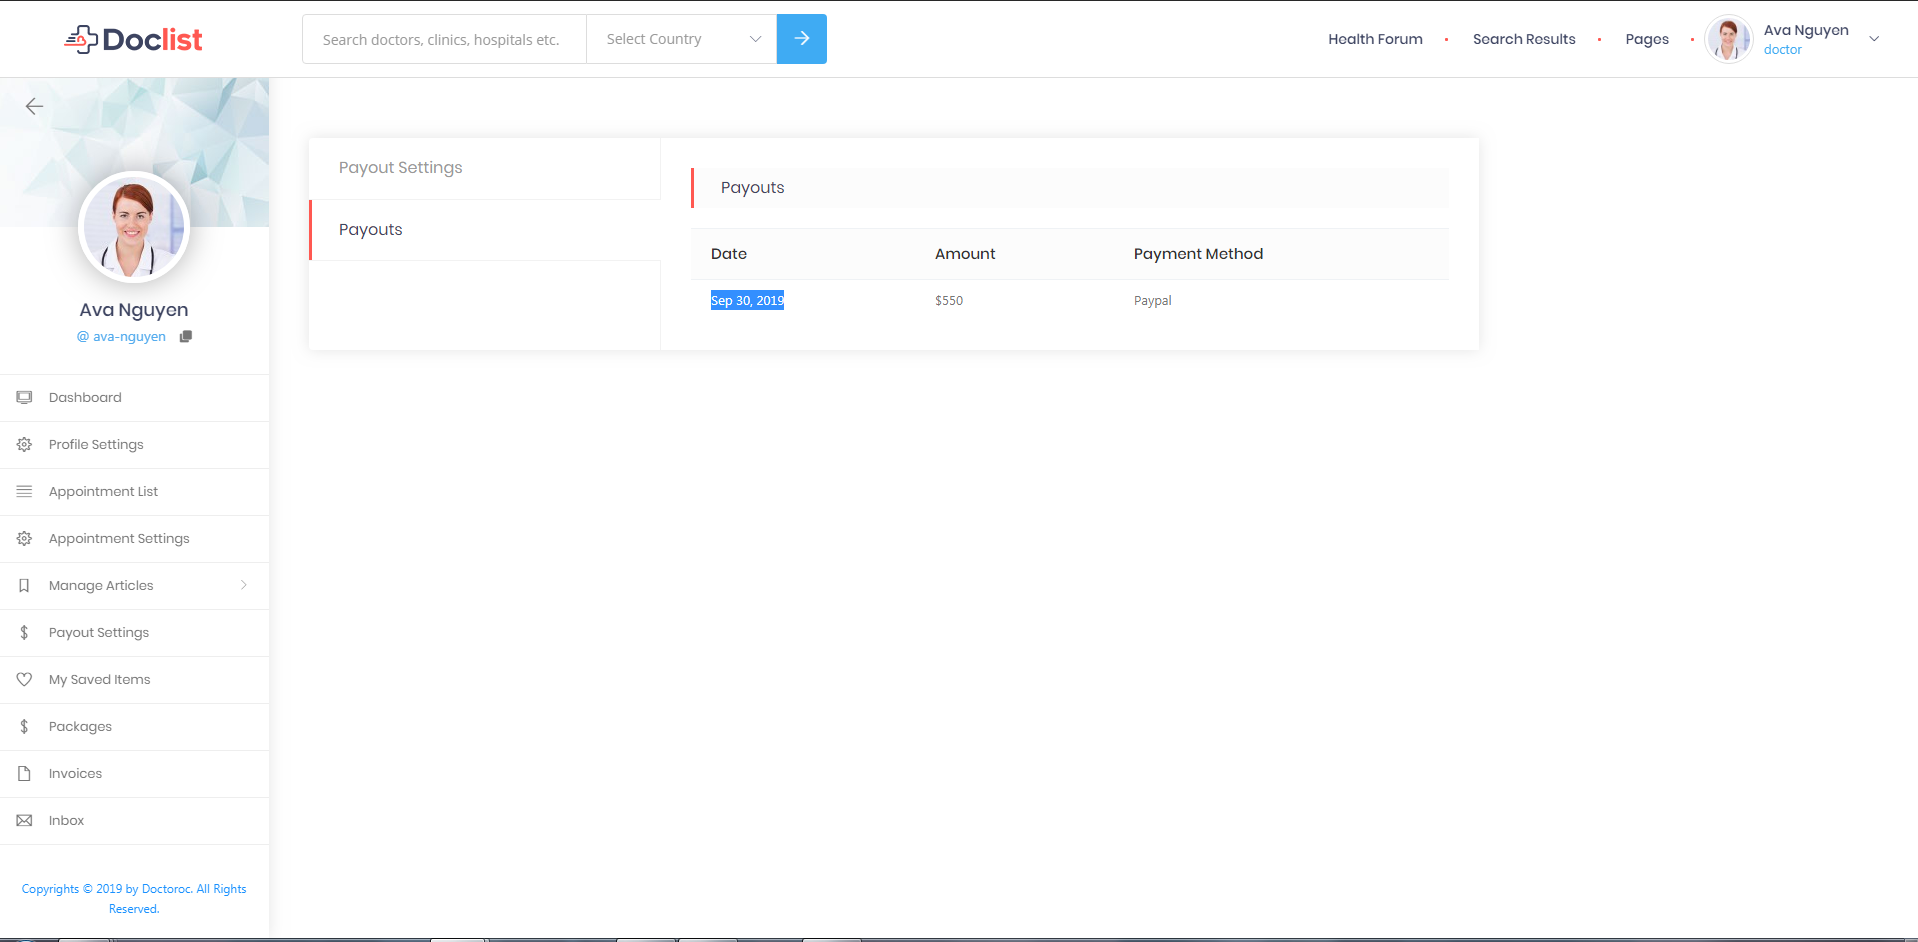 Doclist
Search doctors, clinics, hospitals etc.
Select Country
Health Forum
Search Results
Pages
Ava Nguyen
doctor
Ava Nguyen
@ ava-nguyen
Dashboard
Profile Settings
Appointment List
Appointment Settings
Manage Articles
Payout Settings
My Saved Items
Packages
Invoices
Inbox
Copyrights © 2019 by Doctoroc. All Rights
Reserved.
Payout Settings
Payouts
Payouts
Date Amount Payment Method
Sep 30, 2019 $550 Paypal